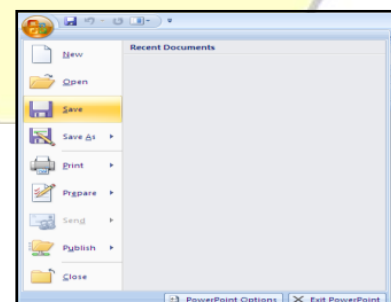 New
Recent Documents
Open
Save
Save As
Print
Prepare
Send
Publish
Close
PowerPoint Options
Exit PowerPoint